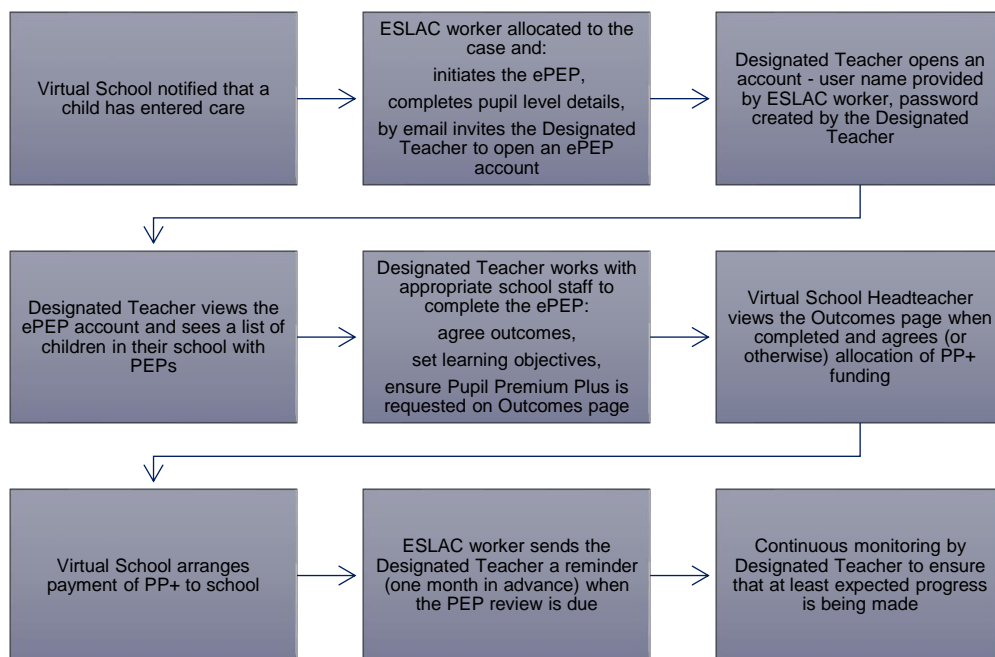 Virtual School notified that a
child has entered care
ESLAC worker allocated to the
case and:
initiates the ePEP,
completes pupil level details,
by email invites the Designated
Teacher to open an ePEP
account
Designated Teacher opens an
account - user name provided
by ESLAC worker, password
created by the Designated
Teacher
Designated Teacher views the
ePEP account and sees a list of
children in their school with
PEPs
Designated Teacher works with
appropriate school staff to
complete the ePEP:
agree outcomes,
set learning objectives,
ensure Pupil Premium Plus is
requested on Outcomes page
Virtual School Headteacher
views the Outcomes page when
completed and agrees (or
otherwise) allocation of PP+
funding
Virtual School arranges
payment of PP+ to school
ESLAC worker sends the
Designated Teacher a reminder
(one month in advance) when
the PEP review is due
Continuous monitoring by
Designated Teacher to ensure
that at least expected progress
is being made